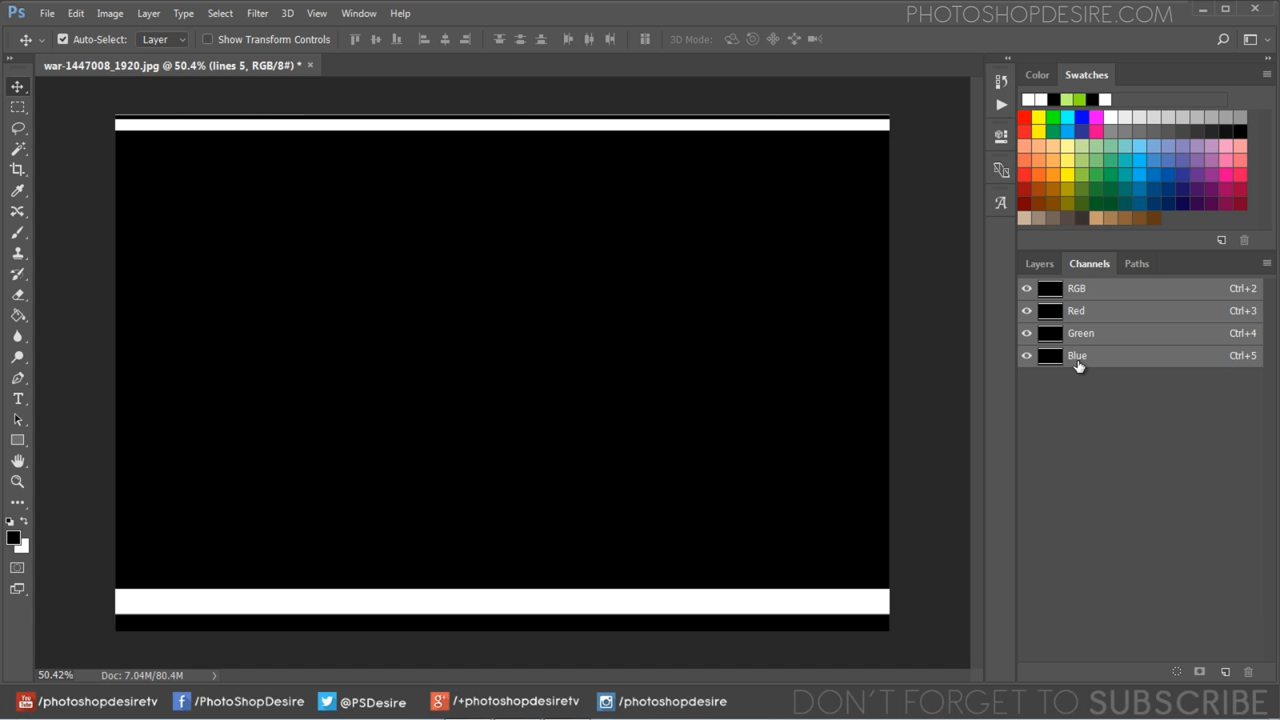 PHOTOSHOPDESIRE.COM
Ps File Edit Image Layer Type Select Filter 3D View Window Help
Auto-Select: Layer Show Transform Controls 3D Mode:
war-1447008_1920.jpg @ 50.4% (lines 5, RGB/8#) * ×
Color Swatches
Layers Channels Paths
RGB Ctrl+2
Red Ctrl+3
Green Ctrl+4
Blue Ctrl+5
50.42% Doc: 7.04M/80.4M
/photoshopdesiretv /PhotoShopDesire @PSDesire /+photoshopdesiretv /photoshopdesire
DON'T FORGET TO SUBSCRIBE